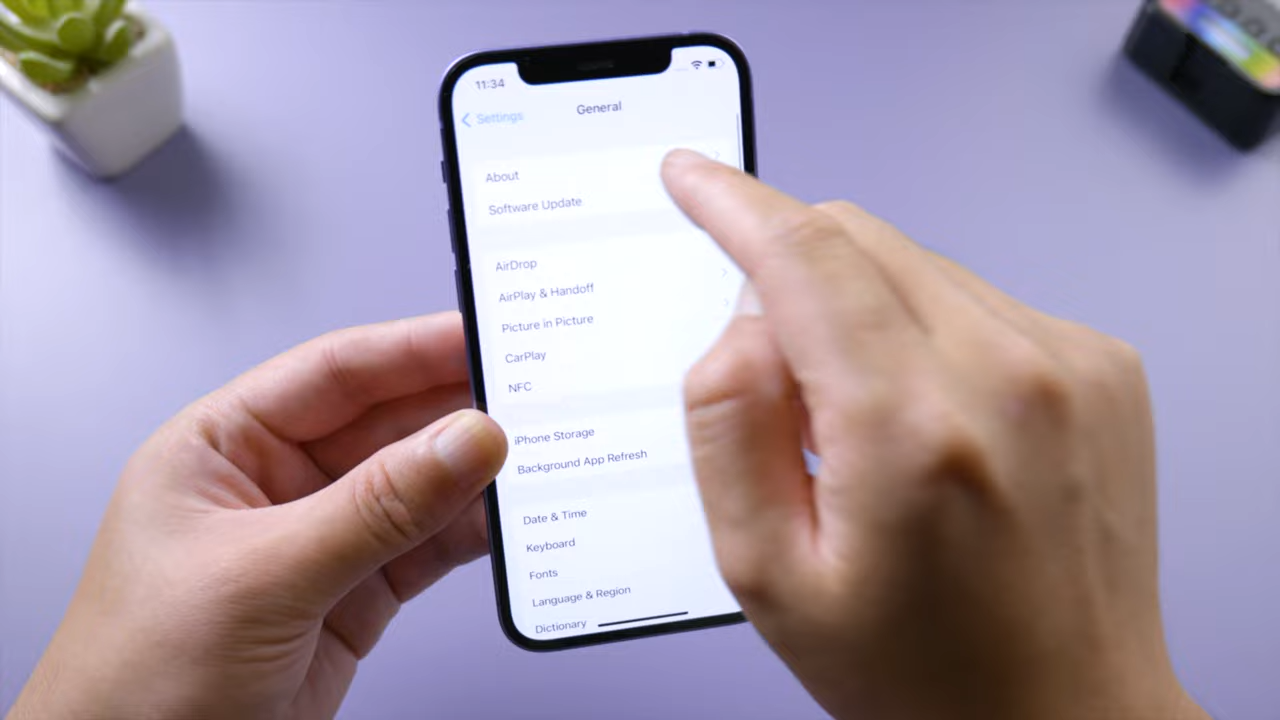 11:34
Settings
General
About
Software Update
AirDrop
AirPlay & Handoff
Picture in Picture
CarPlay
NFC
iPhone Storage
Background App Refresh
Date & Time
Keyboard
Fonts
Language & Region
Dictionary